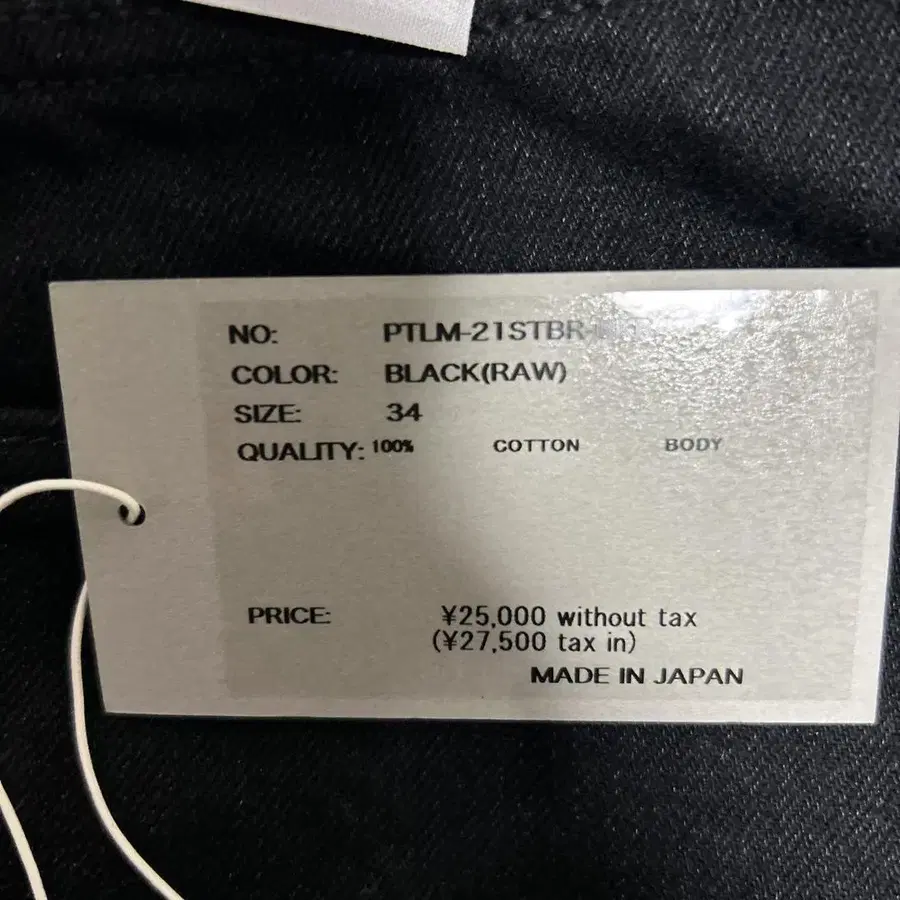 NO: PTLM-21STBR-
COLOR: BLACK(RAW)
SIZE: 34
QUALITY: 100% COTTON BODY
PRICE: ¥25,000 without tax
(¥27,500 tax in)
MADE IN JAPAN